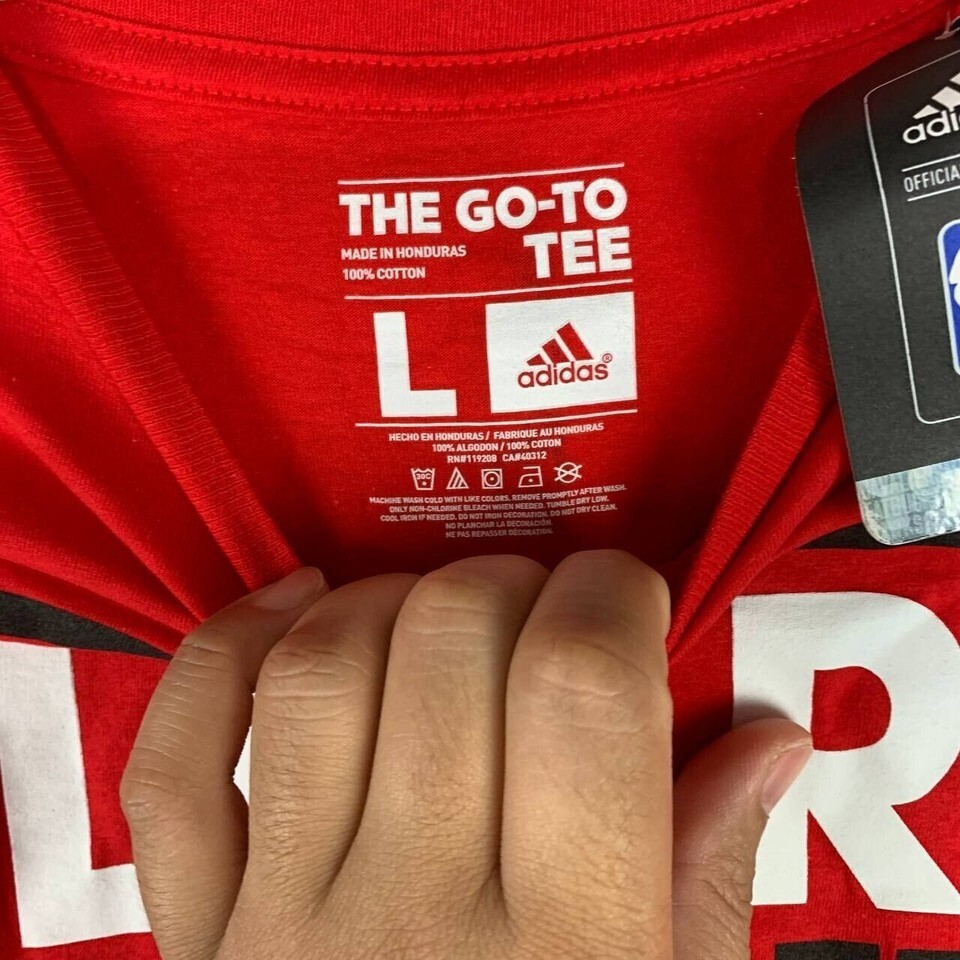 THE GO-TO
TEE
MADE IN HONDURAS
100% COTTON
L
adidas®
HECHO EN HONDURAS / FABRIQUE AU HONDURAS
100% ALGODON / 100% COTON
RN#119208 CA#40312
30C
MACHINE WASH COLD WITH LIKE COLORS. REMOVE PROMPTLY AFTER WASH.
ONLY NON-CHLORINE BLEACH WHEN NEEDED. TUMBLE DRY LOW.
COOL IRON IF NEEDED. DO NOT IRON DECORATION. DO NOT DRY CLEAN.
NO PLANCHAR LA DECORACIÓN.
NE PAS REPASSER DÉCORATION.
adi
OFFICIA
L
R